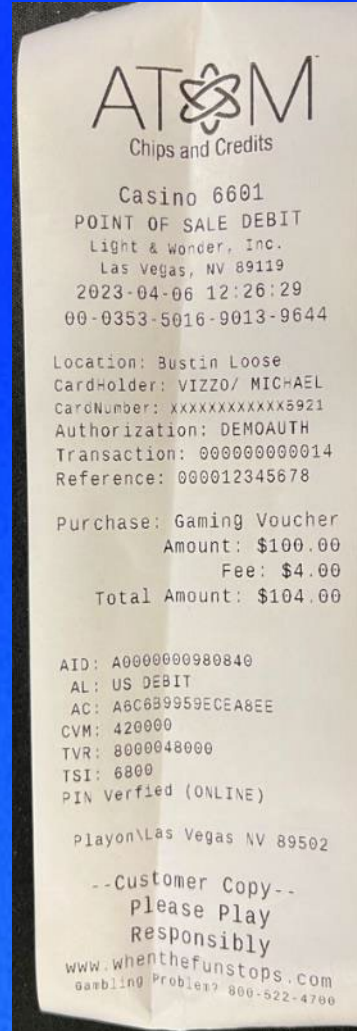 ATOM
Chips and Credits
Casino 6601
POINT OF SALE DEBIT
Light & Wonder, Inc.
Las Vegas, NV 89119
2023-04-06 12:26:29
00-0353-5016-9013-9644
Location: Bustin Loose
CardHolder: VIZZO/ MICHAEL
CardNumber: XXXXXXXXXXXX5921
Authorization: DEMOAUTH
Transaction: 000000000014
Reference: 000012345678
Purchase: Gaming Voucher
Amount: $100.00
Fee: $4.00
Total Amount: $104.00
AID: A0000000980840
AL: US DEBIT
AC: A6C6B9959ECEA8EE
CVM: 420000
TVR: 8000048000
TSI: 6800
PIN Verfied (ONLINE)
Playon\Las Vegas NV 89502
--Customer Copy--
Please Play
Responsibly
www.whenthefunstops.com
Gambling Problem? 800-522-4700